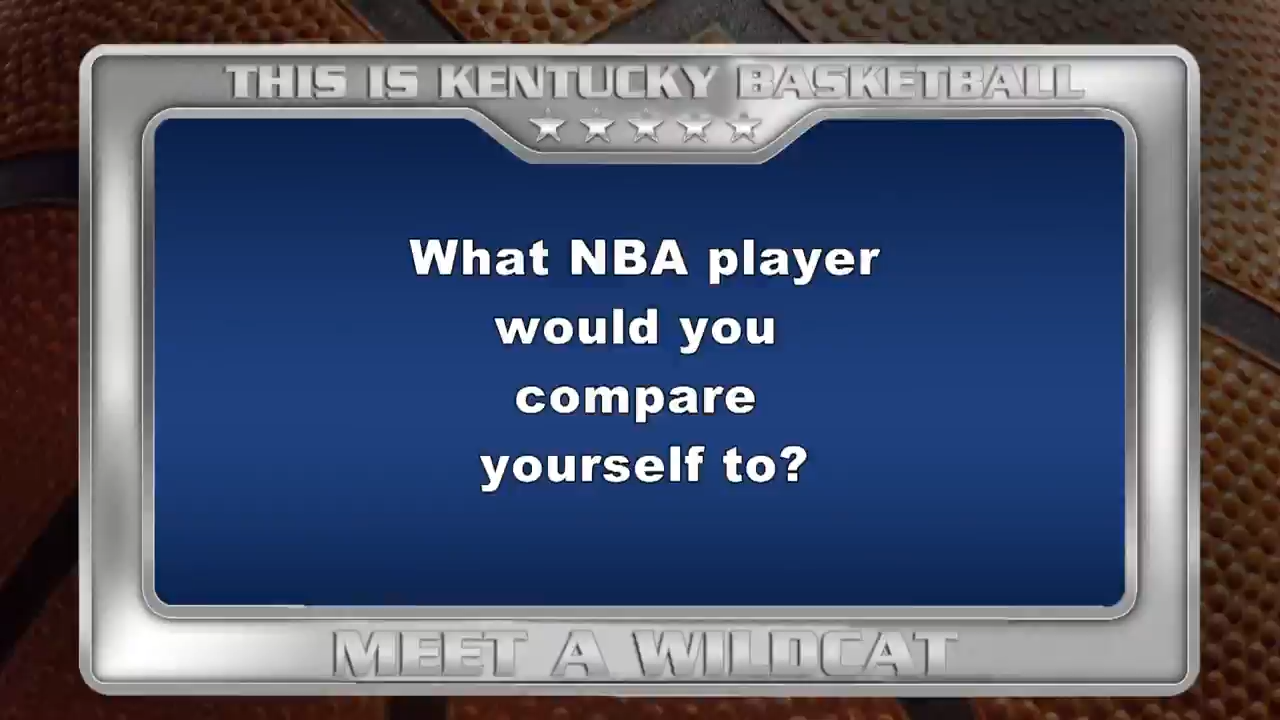 THIS IS KENTUCKY BASKETBALL
What NBA player
would you
compare
yourself to?
MEET A WILDCAT